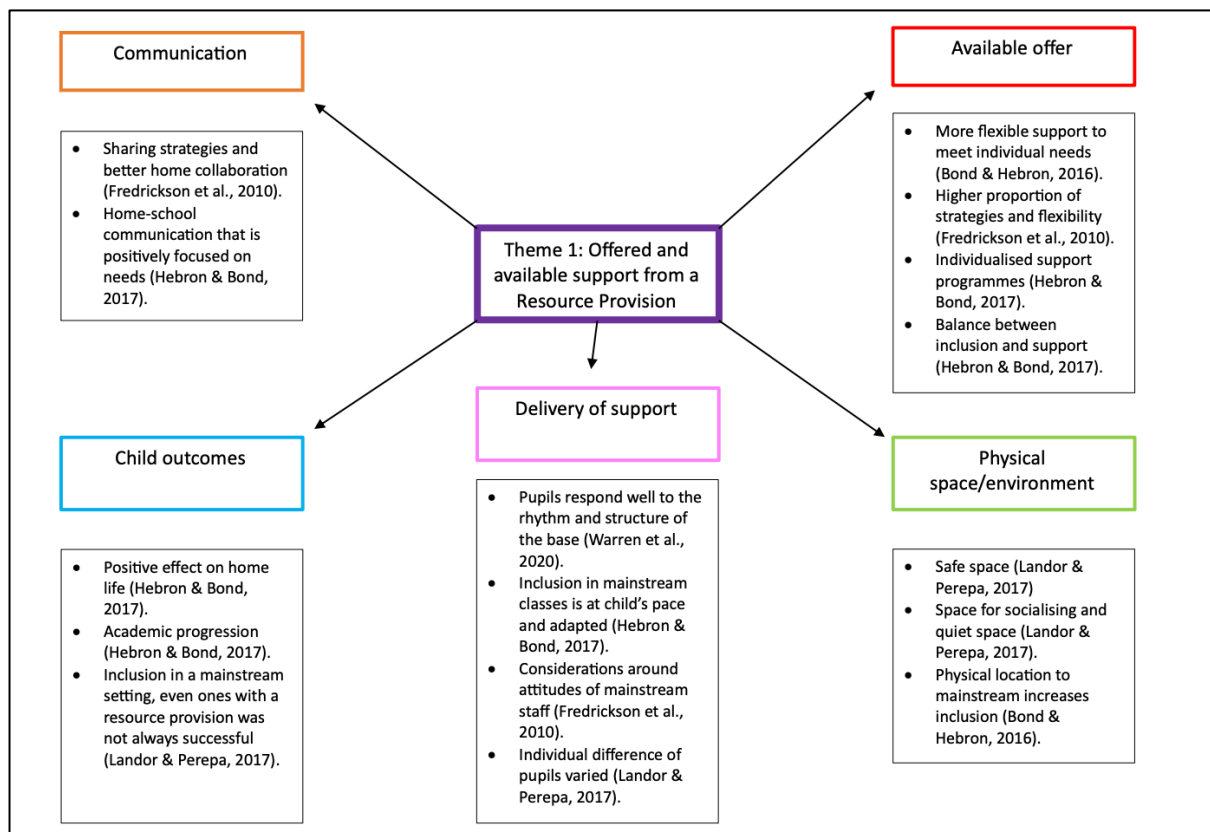 Communication
• Sharing strategies and
better home collaboration
(Fredrickson et al., 2010).
• Home-school
communication that is
positively focused on
needs (Hebron & Bond,
2017).
Available offer
• More flexible support to
meet individual needs
(Bond & Hebron, 2016).
• Higher proportion of
strategies and flexibility
(Fredrickson et al., 2010).
• Individualised support
programmes (Hebron &
Bond, 2017).
• Balance between
inclusion and support
(Hebron & Bond, 2017).
Theme 1: Offered and
available support from a
Resource Provision
Child outcomes
• Positive effect on home
life (Hebron & Bond,
2017).
• Academic progression
(Hebron & Bond, 2017).
• Inclusion in a mainstream
setting, even ones with a
resource provision was
not always successful
(Landor & Perepa, 2017).
Delivery of support
• Pupils respond well to the
rhythm and structure of
the base (Warren et al.,
2020).
• Inclusion in mainstream
classes is at child’s pace
and adapted (Hebron &
Bond, 2017).
• Considerations around
attitudes of mainstream
staff (Fredrickson et al.,
2010).
• Individual difference of
pupils varied (Landor &
Perepa, 2017).
Physical
space/environment
• Safe space (Landor &
Perepa, 2017)
• Space for socialising and
quiet space (Landor &
Perepa, 2017).
• Physical location to
mainstream increases
inclusion (Bond &
Hebron, 2016).